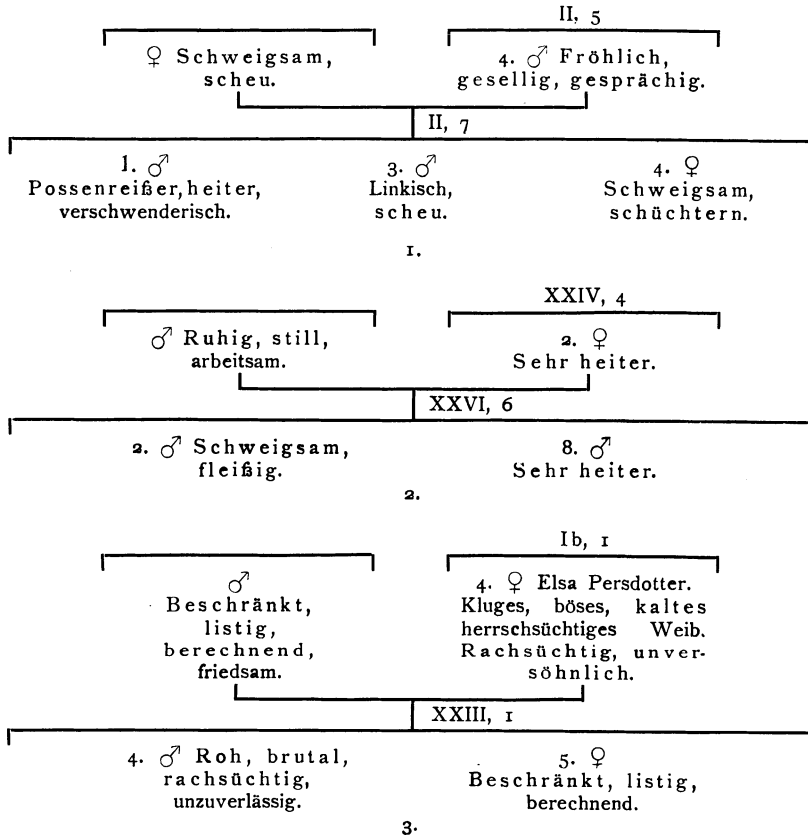 II, 5
♀ Schweigsam,
scheu.
4. ♂ Fröhlich,
gesellig, gesprächig.
II, 7
1. ♂
Possenreißer, heiter,
verschwenderisch.
3. ♂
Linkisch,
scheu.
4. ♀
Schweigsam,
schüchtern.
1.
XXIV, 4
♂ Ruhig, still,
arbeitsam.
2. ♀
Sehr heiter.
XXVI, 6
2. ♂ Schweigsam,
fleißig.
8. ♂
Sehr heiter.
2.
Ib, 1
♂
Beschränkt,
listig,
berechnend,
friedsam.
4. ♀ Elsa Persdotter.
Kluges, böses, kaltes
herrschsüchtiges Weib.
Rachsüchtig, unver-
söhnlich.
XXIII, 1
4. ♂ Roh, brutal,
rachsüchtig,
unzuverlässig.
5. ♀
Beschränkt, listig,
berechnend.
3.